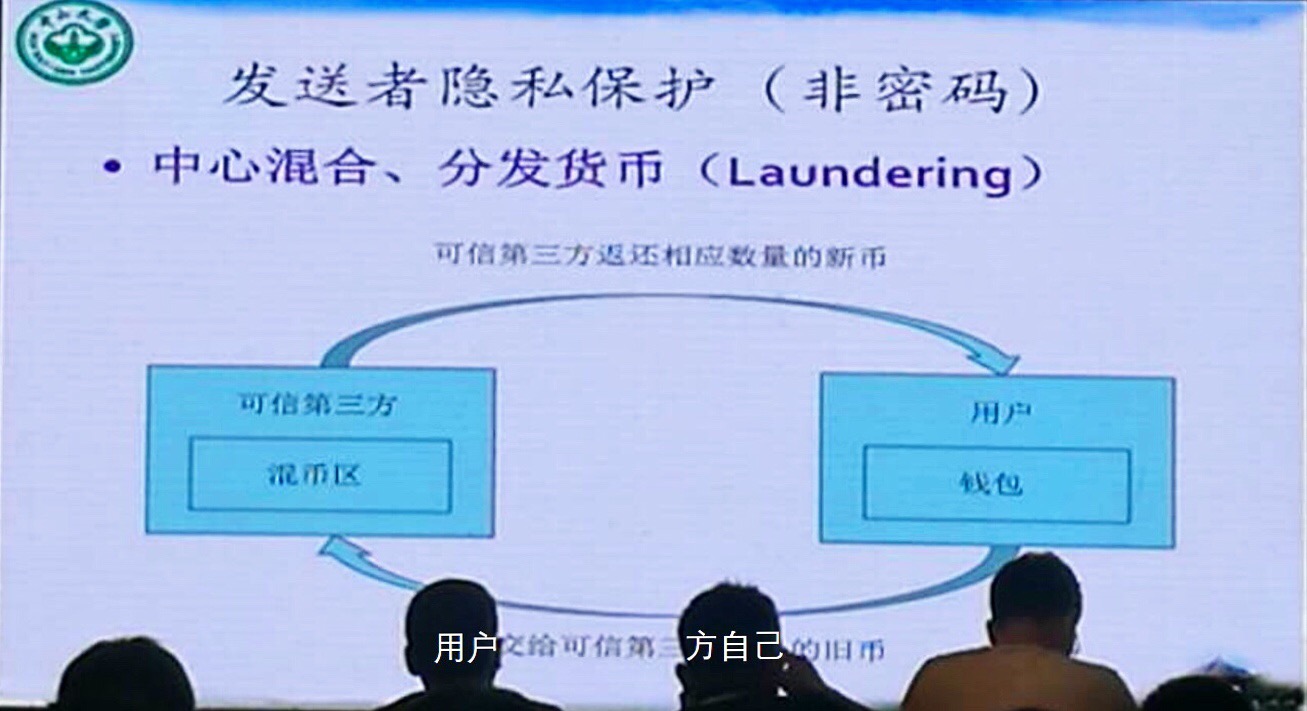 发送者隐私保护（非密码）
• 中心混合、分发货币（Laundering）
可信第三方返还相应数量的新币
可信第三方
混币区
用户
钱包
用户交给可信第三方自己的旧币